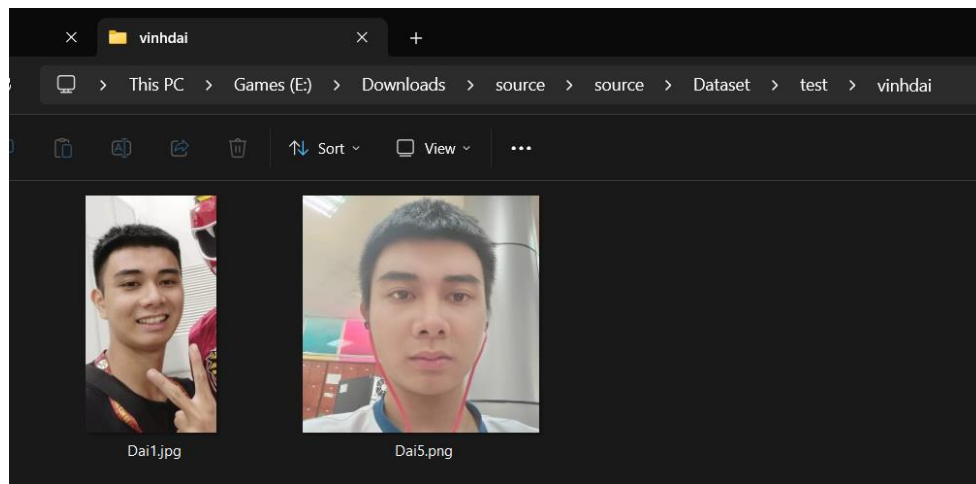 vinhdai
This PC > Games (E:) > Downloads > source > source > Dataset > test > vinhdai
Sort View
Dai1.jpg Dai5.png